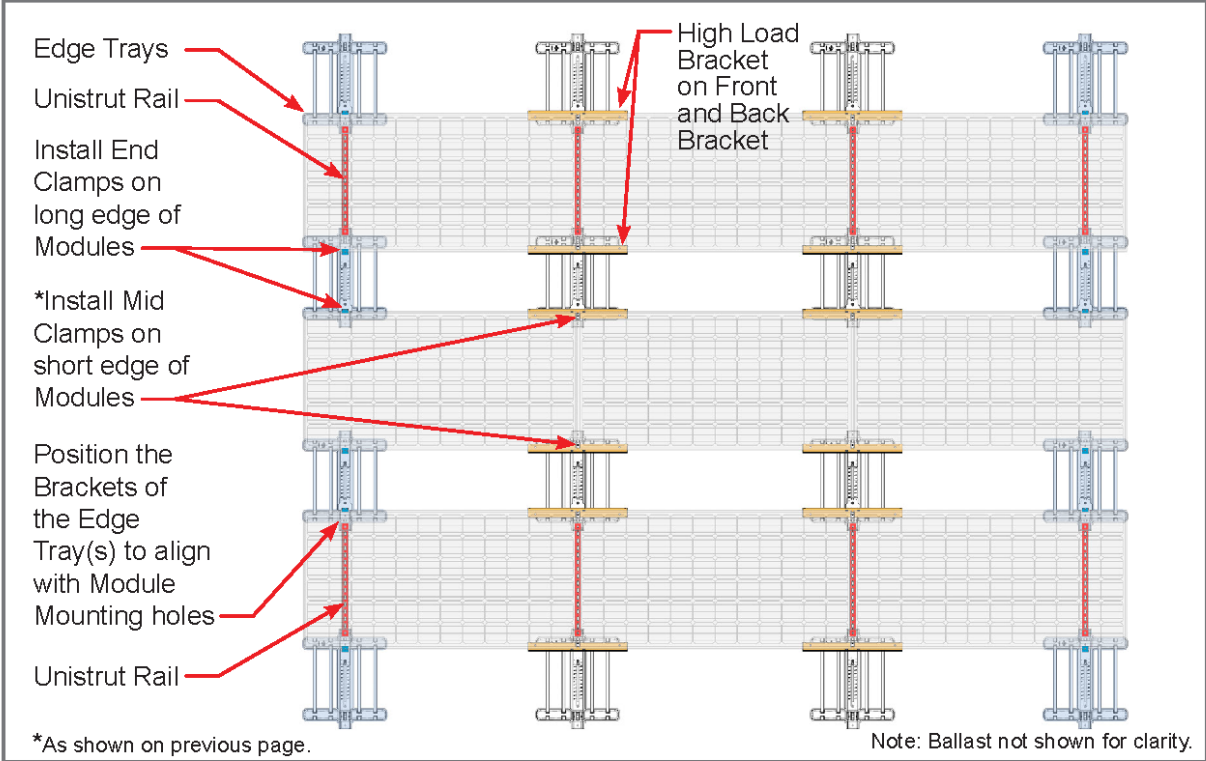 Edge Trays
Unistrut Rail
Install End
Clamps on
long edge of
Modules
*Install Mid
Clamps on
short edge of
Modules
Position the
Brackets of
the Edge
Tray(s) to align
with Module
Mounting holes
Unistrut Rail
High Load
Bracket
on Front
and Back
Bracket
*As shown on previous page.
Note: Ballast not shown for clarity.